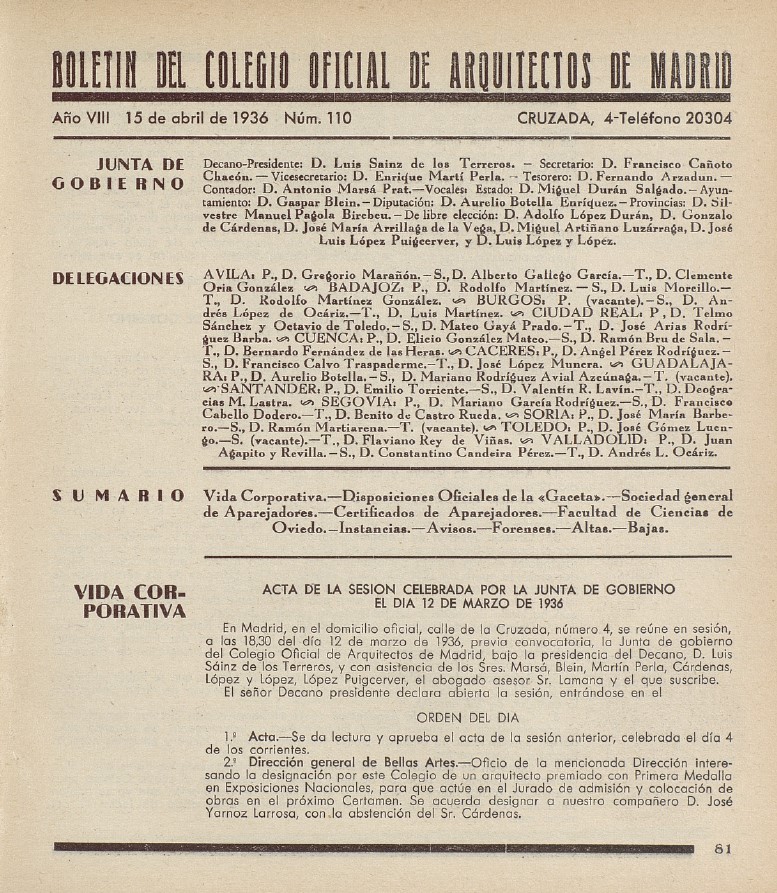 BOLETIN DEL COLEGIO OFICIAL DE ARQUITECTOS DE MADRID
Año VIII 15 de abril de 1936 Núm. 110 CRUZADA, 4-Teléfono 20304
JUNTA DE
GOBIERNO
Decano-Presidente: D. Luis Sainz de los Terreros. – Secretario: D. Francisco Cañoto
Chacón. – Vicesecretario: D. Enrique Martí Perla. – Tesorero: D. Fernando Arzadun. –
Contador: D. Antonio Marsá Prat.—Vocales: Estado: D. Miguel Durán Salgado. – Ayun-
tamiento: D. Gaspar Blein. – Diputación: D. Aurelio Botella Enríquez. – Provincias: D. Sil-
vestre Manuel Pagola Birebeu. – De libre elección: D. Adolfo López Durán, D. Gonzalo
de Cárdenas, D. José María Arrillaga de la Vega, D. Miguel Artiñano Luzárraga, D. José
Luis López Puigcerver, y D. Luis López y López.
DELEGACIONES
AVILA: P., D. Gregorio Marañón. – S., D. Alberto Gallego García.—T., D. Clemente
Oria González ∾ BADAJOZ: P., D. Rodolfo Martínez. – S., D. Luis Morcillo.—
T., D. Rodolfo Martínez González. ∾ BURGOS: P. (vacante). – S., D. An-
drés López de Ocáriz.—T., D. Luis Martínez. ∾ CIUDAD REAL: P, D. Telmo
Sánchez y Octavio de Toledo. – S., D. Mateo Gayá Prado. – T., D. José Arias Rodrí-
guez Barba. ∾ CUENCA: P., D. Elicio González Mateo.—S., D. Ramón Bru de Sala. –
T., D. Bernardo Fernández de las Heras. ∾ CACERES: P., D. Angel Pérez Rodríguez. –
S., D. Francisco Calvo Traspaderme.—T., D. José López Munera. ∾ GUADALAJA-
RA: P., D. Aurelio Botella. – S., D. Mariano Rodríguez Avial Azcúnaga. – T. (vacante).
∾ SANTANDER: P., D. Emilio Torriente.—S., D. Valentín R. Lavín.—T., D. Deogra-
cias M. Lastra. ∾ SEGOVIA: P., D. Mariano García Rodríguez.—S., D. Francisco
Cabello Dodero.—T., D. Benito de Castro Rueda. ∾ SORIA: P., D. José María Barbe-
ro.—S., D. Ramón Martiarena.—T. (vacante). ∾ TOLEDO: P., D. José Gómez Luen-
go.—S. (vacante).—T., D. Flaviano Rey de Viñas. ∾ VALLADOLID: P., D. Juan
Agapito y Revilla. – S., D. Constantino Candeira Pérez.—T., D. Andrés L. Ocáriz.
SUMARIO
Vida Corporativa.—Disposiciones Oficiales de la «Gaceta».—Sociedad general
de Aparejadores.—Certificados de Aparejadores.—Facultad de Ciencias de
Oviedo.—Instancias.—Avisos.—Forenses.—Altas.—Bajas.
VIDA COR-
PORATIVA
ACTA DE LA SESION CELEBRADA POR LA JUNTA DE GOBIERNO
EL DIA 12 DE MARZO DE 1936
En Madrid, en el domicilio oficial, calle de la Cruzada, número 4, se reúne en sesión,
a las 18,30 del día 12 de marzo de 1936, previa convocatoria, la Junta de gobierno
del Colegio Oficial de Arquitectos de Madrid, bajo la presidencia del Decano, D. Luis
Sáinz de los Terreros, y con asistencia de los Sres. Marsá, Blein, Martín Perla, Cárdenas,
López y López, López Puigcerver, el abogado asesor Sr. Lamana y el que suscribe.
El señor Decano presidente declara abierta la sesión, entrándose en el
ORDEN DEL DIA
1.º Acta.—Se da lectura y aprueba el acta de la sesión anterior, celebrada el día 4
de los corrientes.
2.º Dirección general de Bellas Artes.—Oficio de la mencionada Dirección intere-
sando la designación por este Colegio de un arquitecto premiado con Primera Medalla
en Exposiciones Nacionales, para que actúe en el Jurado de admisión y colocación de
obras en el próximo Certamen. Se acuerda designar a nuestro compañero D. José
Yarnoz Larrosa, con la abstención del Sr. Cárdenas.
81